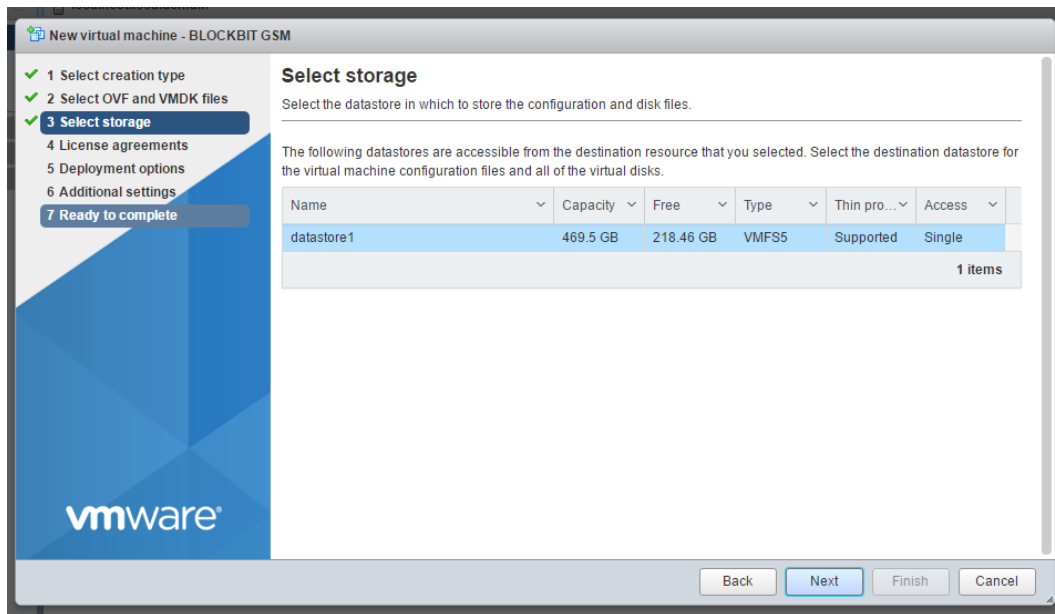 New virtual machine - BLOCKBIT GSM
1 Select creation type
2 Select OVF and VMDK files
3 Select storage
4 License agreements
5 Deployment options
6 Additional settings
7 Ready to complete
vmware®
Select storage
Select the datastore in which to store the configuration and disk files.
The following datastores are accessible from the destination resource that you selected. Select the destination datastore for
the virtual machine configuration files and all of the virtual disks.
Name Capacity Free Type Thin pro... Access
datastore1 469.5 GB 218.46 GB VMFS5 Supported Single
1 items
Back Next Finish Cancel